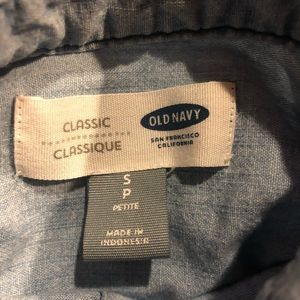 CLASSIC
CLASSIQUE
OLD NAVY
SAN FRANCISCO
CALIFORNIA
S
P
PETITE
MADE IN
INDONESIA